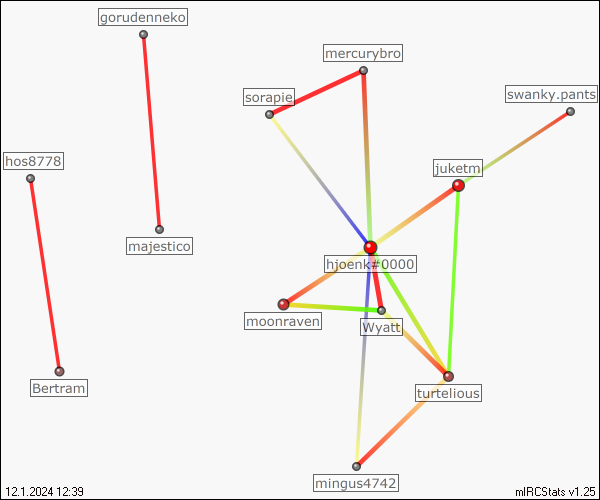 gorudenneko
mercurybro
sorapie
swanky.pants
hos8778
juketm
majestico
hjoenk#0000
moonraven
Wyatt
Bertram
turtelious
mingus4742
12.1.2024 12:39
mIRCStats v1.25